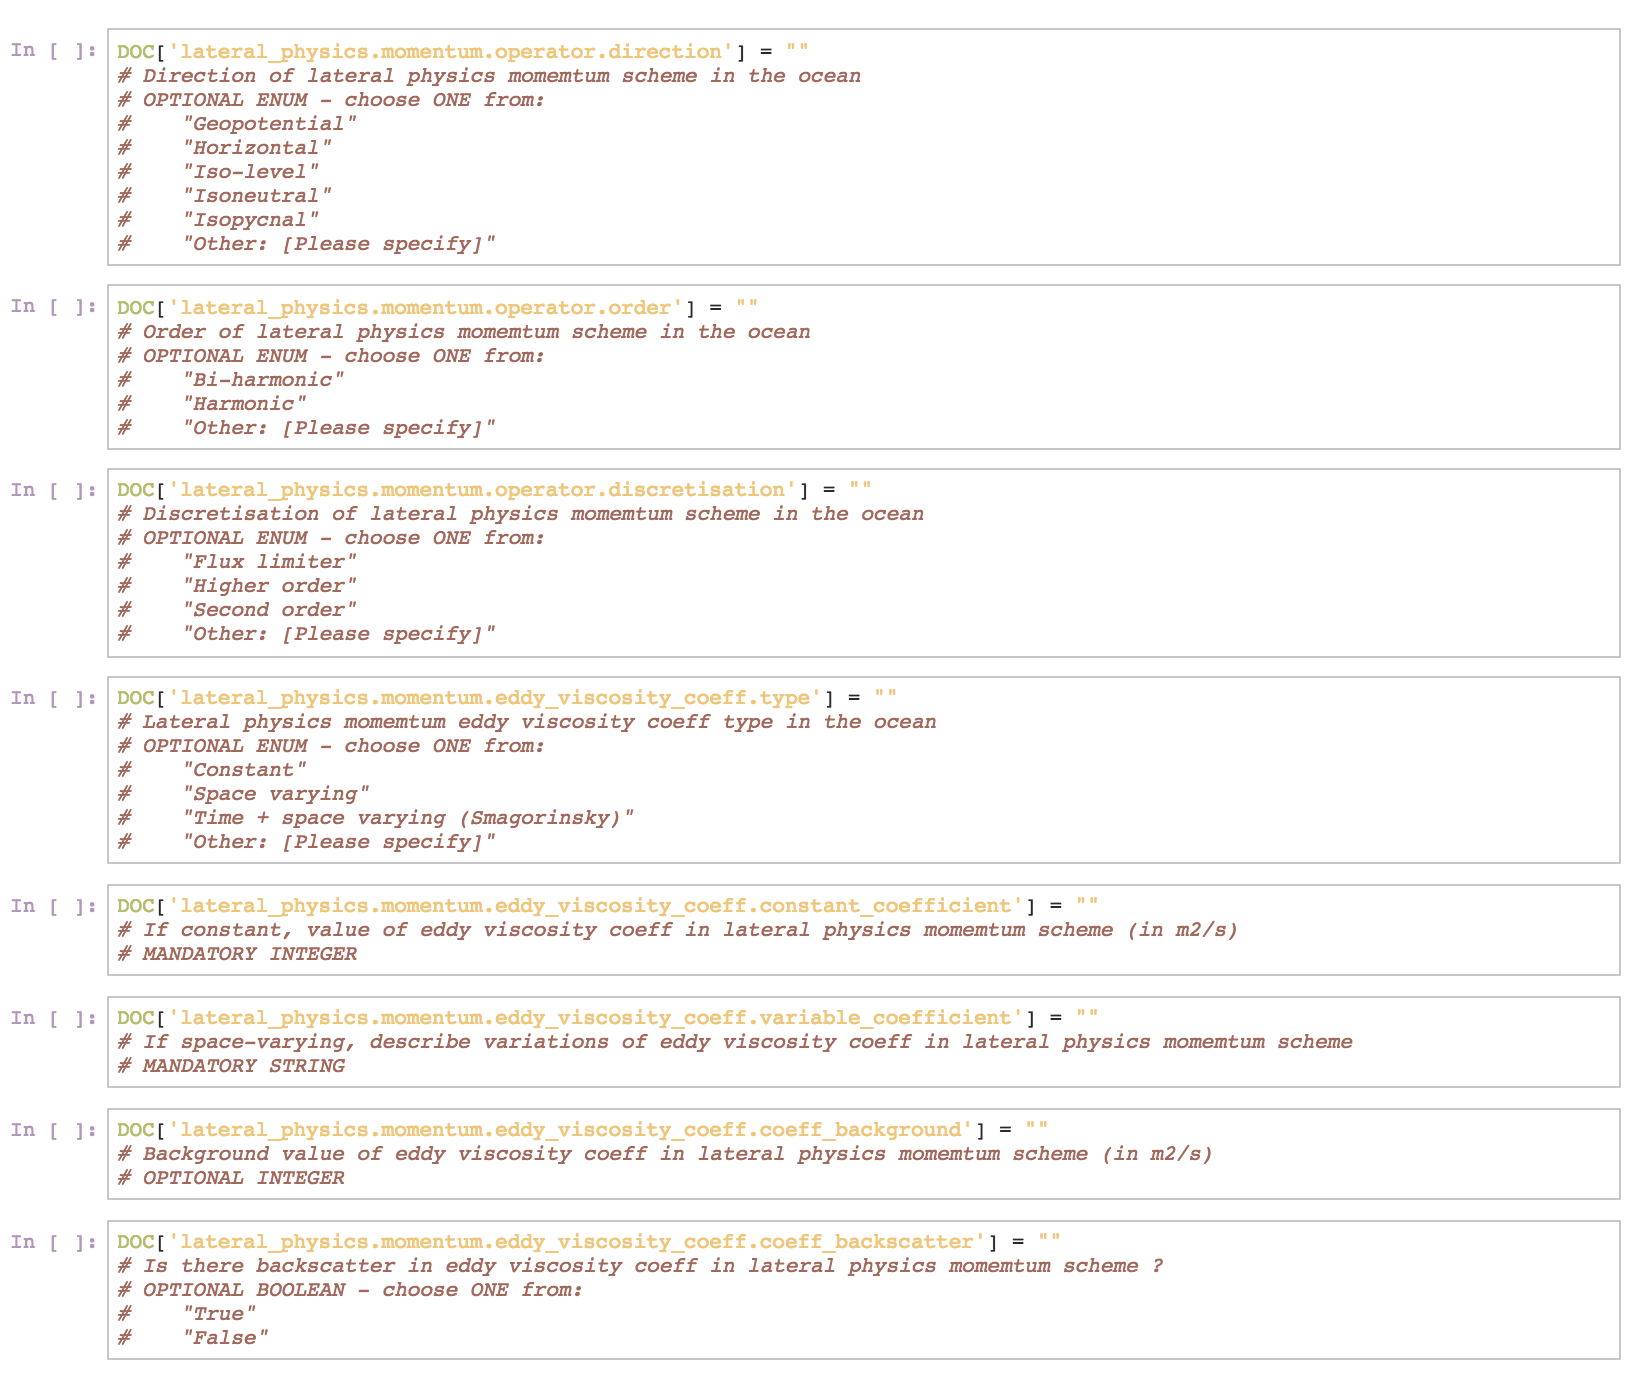 In [ ]: DOC['lateral_physics.momentum.operator.direction'] = ""
# Direction of lateral physics momemtum scheme in the ocean
# OPTIONAL ENUM - choose ONE from:
#    "Geopotential"
#    "Horizontal"
#    "Iso-level"
#    "Isoneutral"
#    "Isopycnal"
#    "Other: [Please specify]"
In [ ]: DOC['lateral_physics.momentum.operator.order'] = ""
# Order of lateral physics momemtum scheme in the ocean
# OPTIONAL ENUM - choose ONE from:
#    "Bi-harmonic"
#    "Harmonic"
#    "Other: [Please specify]"
In [ ]: DOC['lateral_physics.momentum.operator.discretisation'] = ""
# Discretisation of lateral physics momemtum scheme in the ocean
# OPTIONAL ENUM - choose ONE from:
#    "Flux limiter"
#    "Higher order"
#    "Second order"
#    "Other: [Please specify]"
In [ ]: DOC['lateral_physics.momentum.eddy_viscosity_coeff.type'] = ""
# Lateral physics momemtum eddy viscosity coeff type in the ocean
# OPTIONAL ENUM - choose ONE from:
#    "Constant"
#    "Space varying"
#    "Time + space varying (Smagorinsky)"
#    "Other: [Please specify]"
In [ ]: DOC['lateral_physics.momentum.eddy_viscosity_coeff.constant_coefficient'] = ""
# If constant, value of eddy viscosity coeff in lateral physics momemtum scheme (in m2/s)
# MANDATORY INTEGER
In [ ]: DOC['lateral_physics.momentum.eddy_viscosity_coeff.variable_coefficient'] = ""
# If space-varying, describe variations of eddy viscosity coeff in lateral physics momemtum scheme
# MANDATORY STRING
In [ ]: DOC['lateral_physics.momentum.eddy_viscosity_coeff.coeff_background'] = ""
# Background value of eddy viscosity coeff in lateral physics momemtum scheme (in m2/s)
# OPTIONAL INTEGER
In [ ]: DOC['lateral_physics.momentum.eddy_viscosity_coeff.coeff_backscatter'] = ""
# Is there backscatter in eddy viscosity coeff in lateral physics momemtum scheme ?
# OPTIONAL BOOLEAN - choose ONE from:
#    "True"
#    "False"